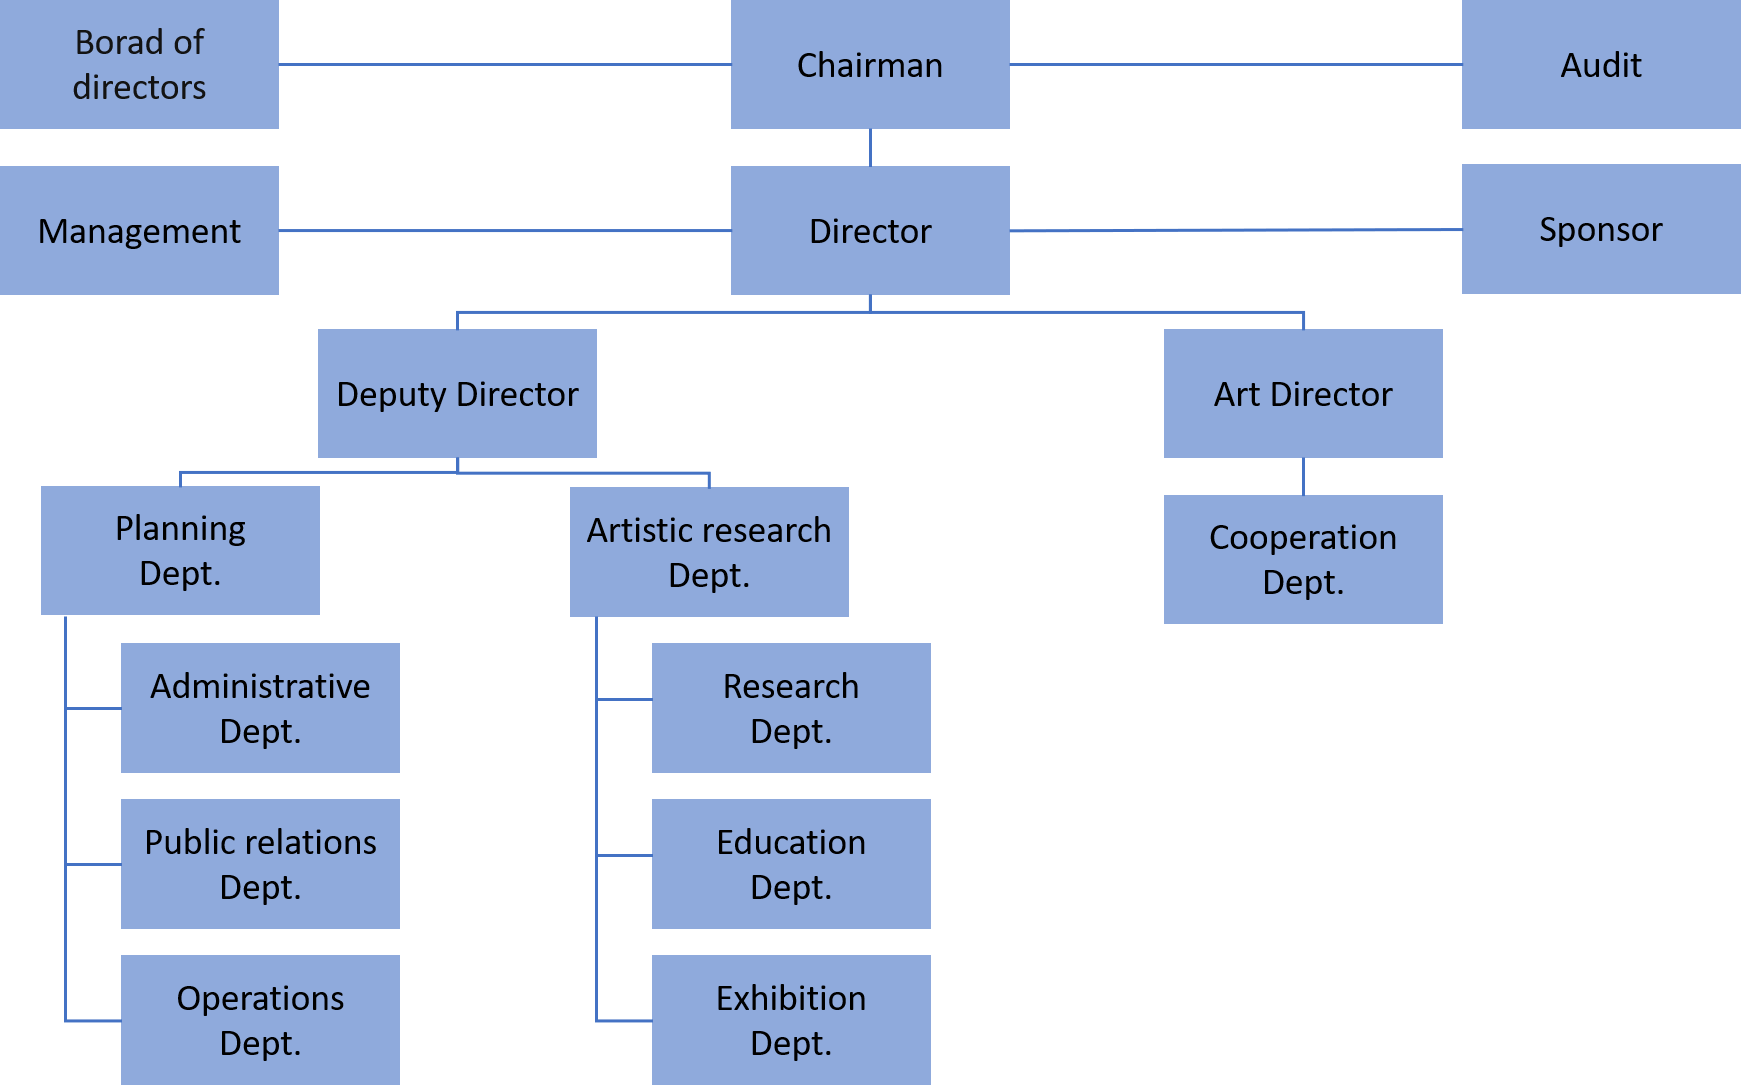 Borad of
directors
Chairman
Audit
Management
Director
Sponsor
Deputy Director
Art Director
Planning
Dept.
Artistic research
Dept.
Cooperation
Dept.
Administrative
Dept.
Research
Dept.
Public relations
Dept.
Education
Dept.
Operations
Dept.
Exhibition
Dept.